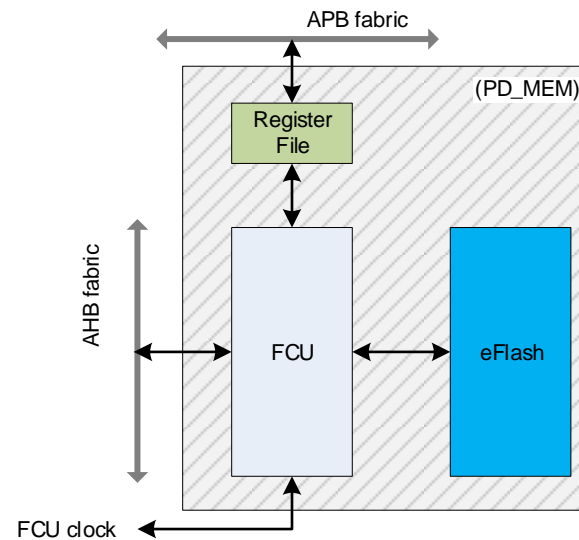 APB fabric
(PD_MEM)
Register
File
AHB fabric
FCU
eFlash
FCU clock